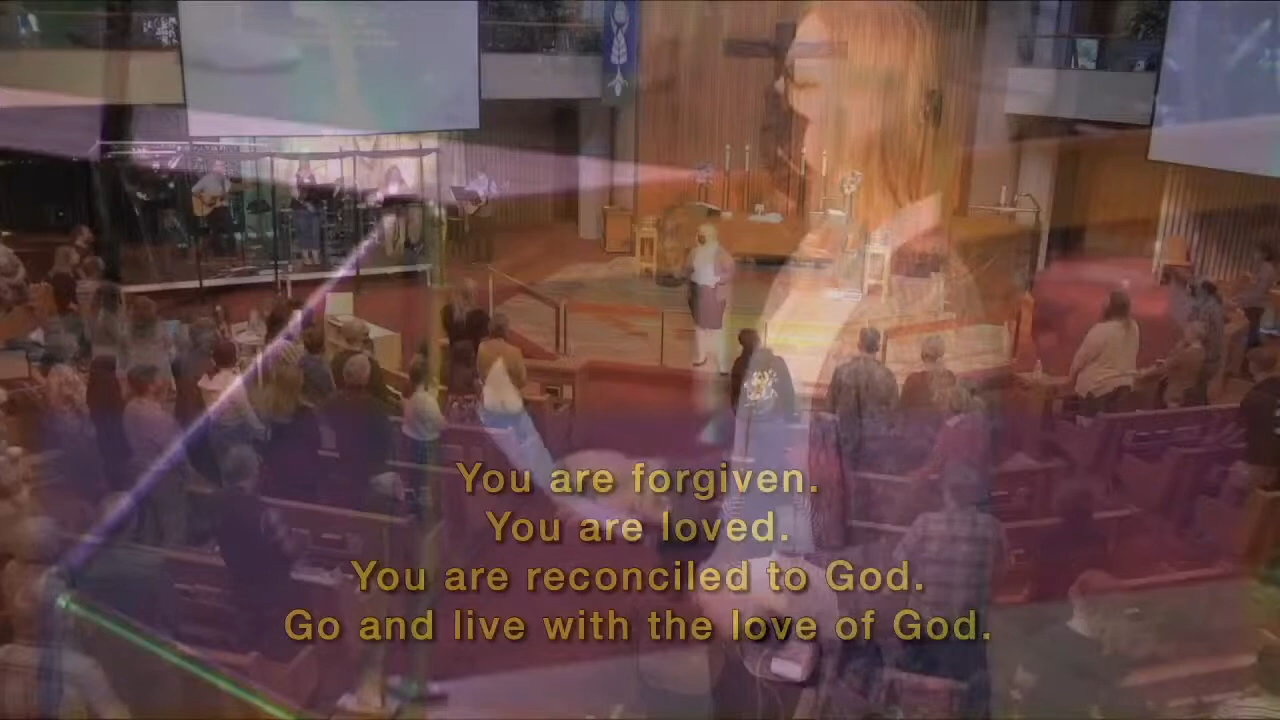 You are forgiven.
You are loved.
You are reconciled to God.
Go and live with the love of God.